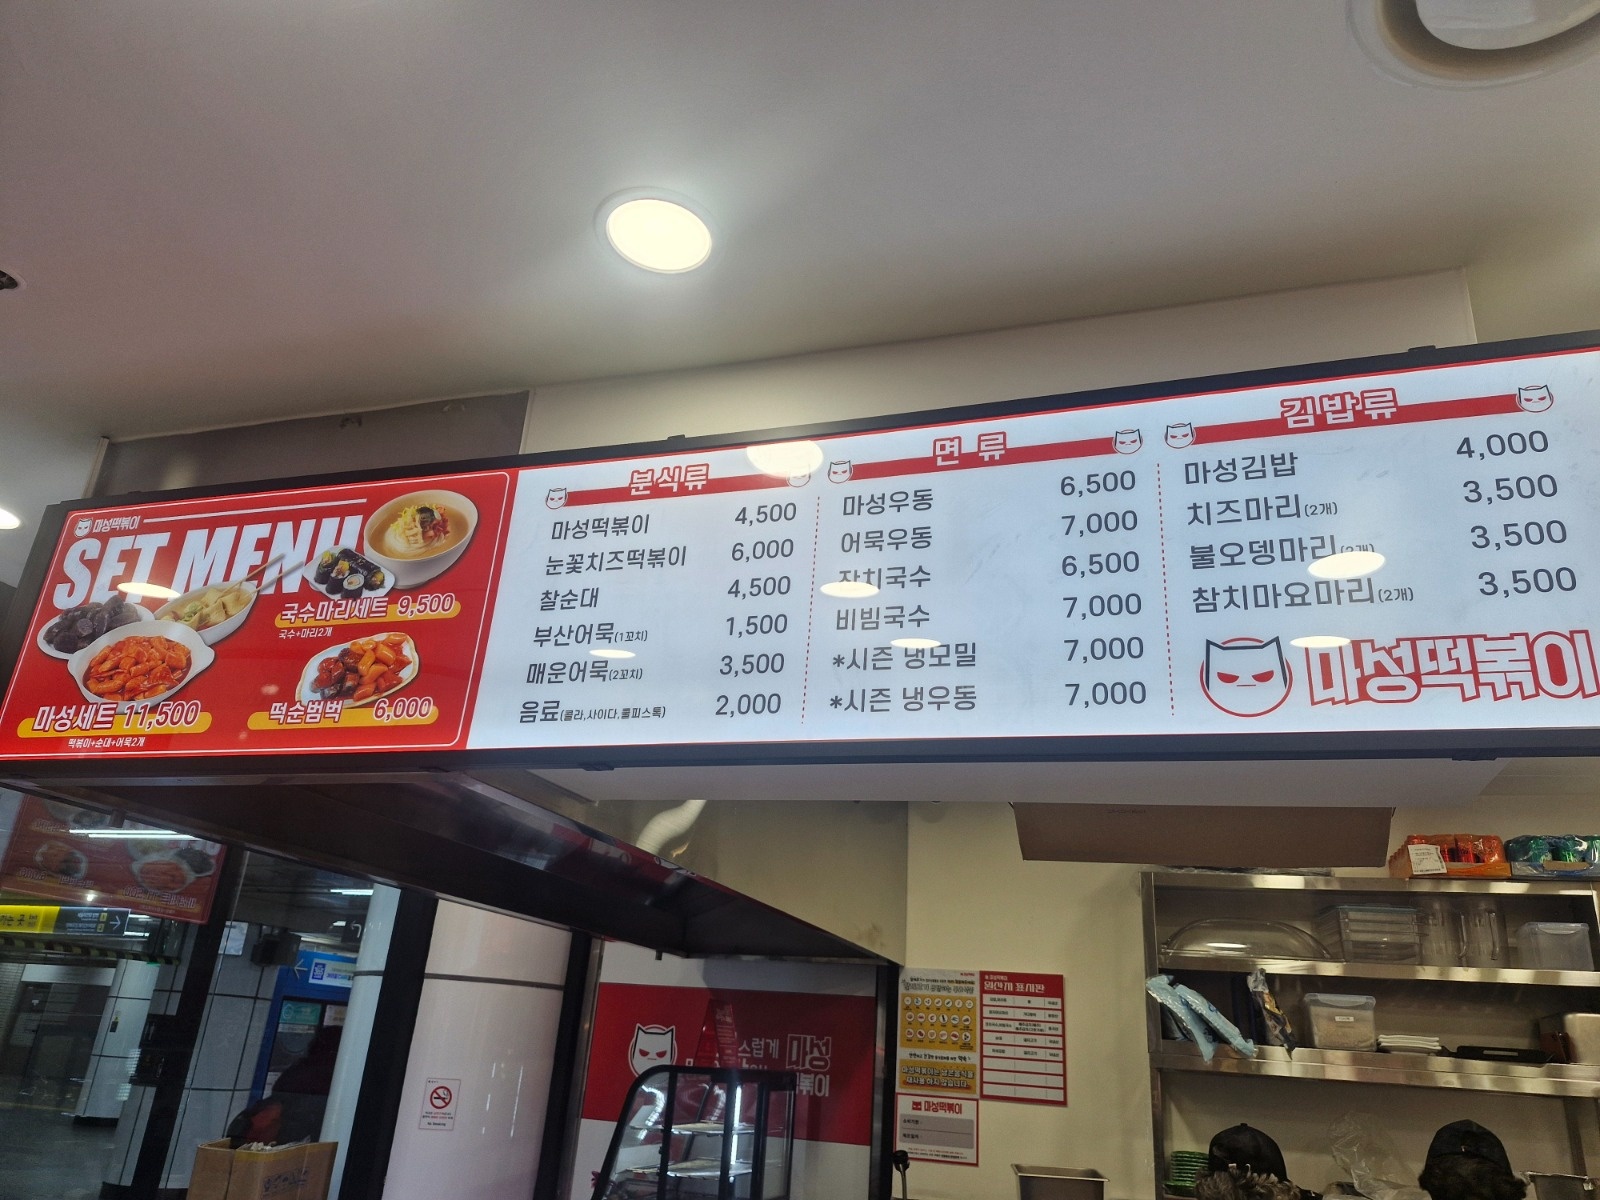 마성떡볶이
SET MENU
국수마리세트 9,500
국수+마리2개
마성세트 11,500
떡볶이+순대+어묵2개
떡순범벅 6,000
분식류
마성떡볶이 4,500
눈꽃치즈떡볶이 6,000
찰순대 4,500
부산어묵(1꼬치) 1,500
매운어묵(2꼬치) 3,500
음료(콜라,사이다,쿨피스톡) 2,000
면 류
마성우동 6,500
어묵우동 7,000
잔치국수 6,500
비빔국수 7,000
*시즌 냉모밀 7,000
*시즌 냉우동 7,000
김밥류
마성김밥 4,000
치즈마리(2개) 3,500
불오뎅마리(2개) 3,500
참치마요마리(2개) 3,500
마성떡볶이
스럽게 마성
볶이
원산지 표시판
마성떡볶이